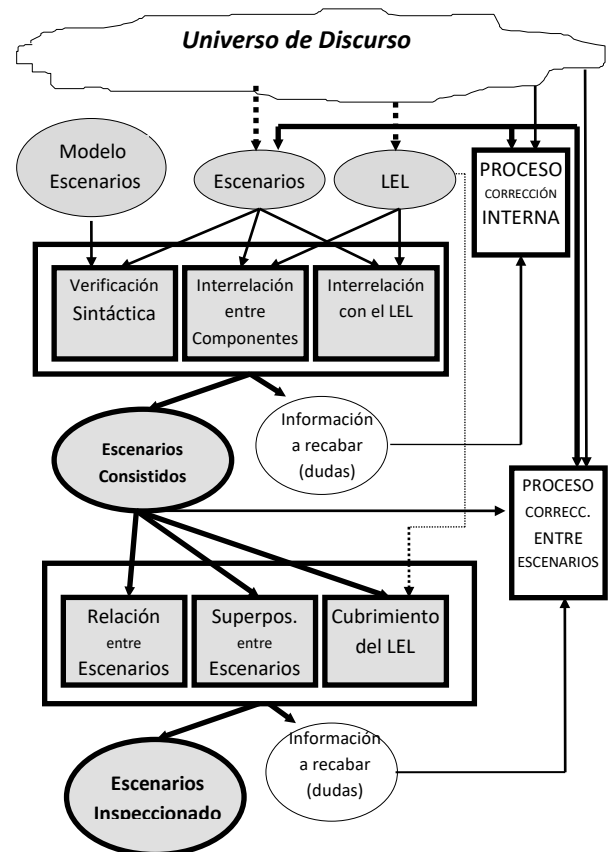 Universo de Discurso
Modelo
Escenarios
Escenarios
LEL
PROCESO
CORRECCIÓN
INTERNA
Verificación
Sintáctica
Interrelación
entre
Componentes
Interrelación
con el LEL
Información
a recabar
(dudas)
Escenarios
Consistidos
PROCESO
CORRECC.
ENTRE
ESCENARIOS
Relación
entre
Escenarios
Superpos.
entre
Escenarios
Cubrimiento
del LEL
Información
a recabar
(dudas)
Escenarios
Inspeccionado